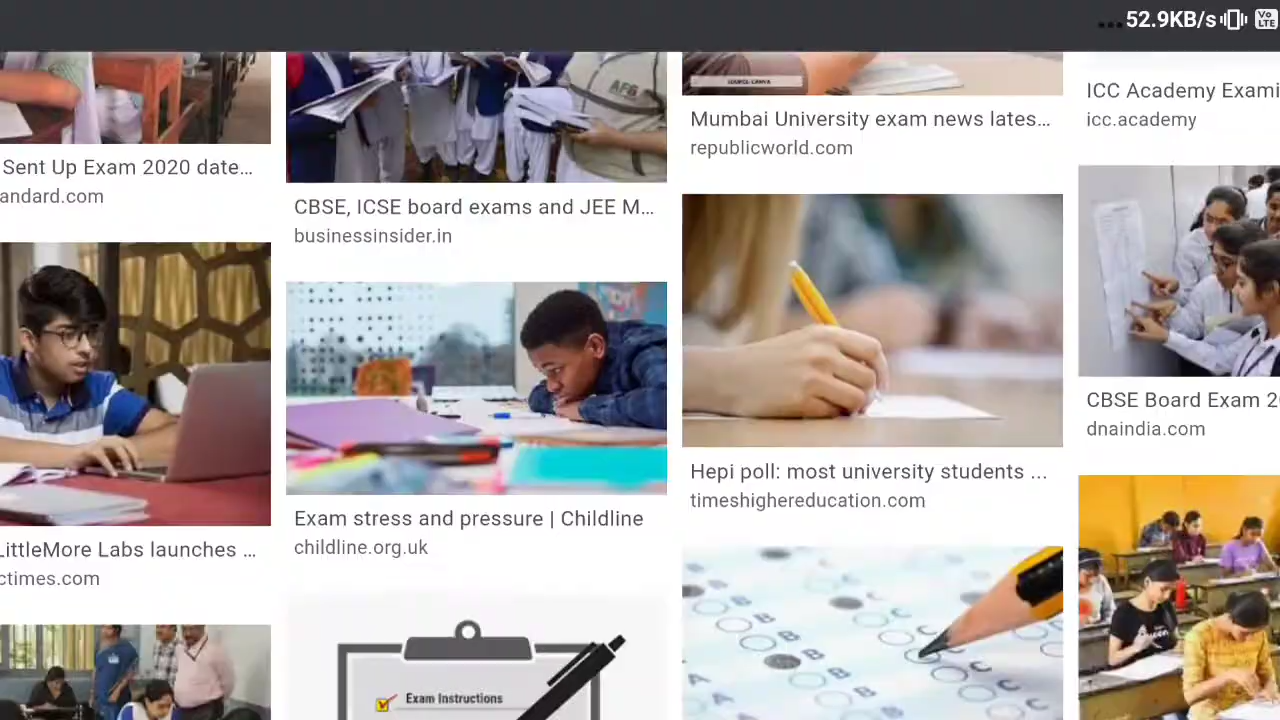 52.9KB/s
Vo
LTE
Sent Up Exam 2020 date…
andard.com
LittleMore Labs launches …
ctimes.com
AFG
CBSE, ICSE board exams and JEE M…
businessinsider.in
Exam stress and pressure | Childline
childline.org.uk
Exam Instructions
Mumbai University exam news lates…
republicworld.com
Hepi poll: most university students …
timeshighereducation.com
B
B
B
B
B
C
C
C
C
A
A
ICC Academy Exami
icc.academy
CBSE Board Exam 2
dnaindia.com